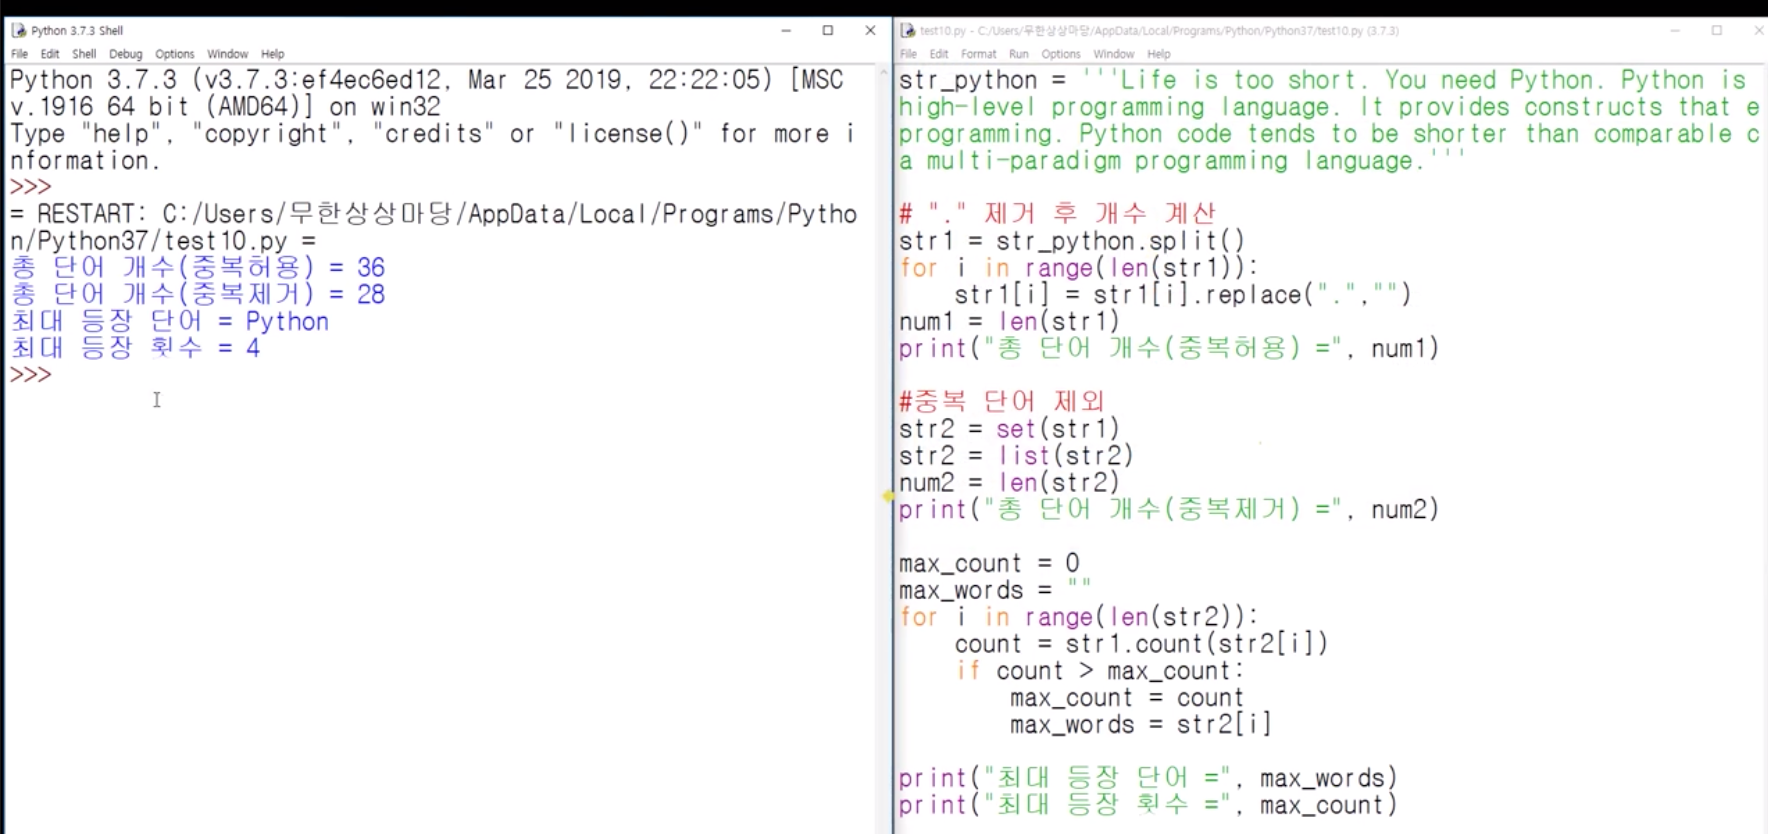 Python 3.7.3 Shell
File Edit Shell Debug Options Window Help
Python 3.7.3 (v3.7.3:ef4ec6ed12, Mar 25 2019, 22:22:05) [MSC
v.1916 64 bit (AMD64)] on win32
Type "help", "copyright", "credits" or "license()" for more i
nformation.
>>>
= RESTART: C:/Users/무한상상마당/AppData/Local/Programs/Pytho
n/Python37/test10.py =
총 단어 개수(중복허용) = 36
총 단어 개수(중복제거) = 28
최대 등장 단어 = Python
최대 등장 횟수 = 4
>>>
test10.py - C:/Users/무한상상마당/AppData/Local/Programs/Python/Python37/test10.py (3.7.3)
File Edit Format Run Options Window Help
str_python = '''Life is too short. You need Python. Python is
high-level programming language. It provides constructs that e
programming. Python code tends to be shorter than comparable c
a multi-paradigm programming language.'''
# "." 제거 후 개수 계산
str1 = str_python.split()
for i in range(len(str1)):
    str1[i] = str1[i].replace(".","")
num1 = len(str1)
print("총 단어 개수(중복허용) =", num1)
#중복 단어 제외
str2 = set(str1)
str2 = list(str2)
num2 = len(str2)
print("총 단어 개수(중복제거) =", num2)
max_count = 0
max_words = ""
for i in range(len(str2)):
    count = str1.count(str2[i])
    if count > max_count:
        max_count = count
        max_words = str2[i]
print("최대 등장 단어 =", max_words)
print("최대 등장 횟수 =", max_count)